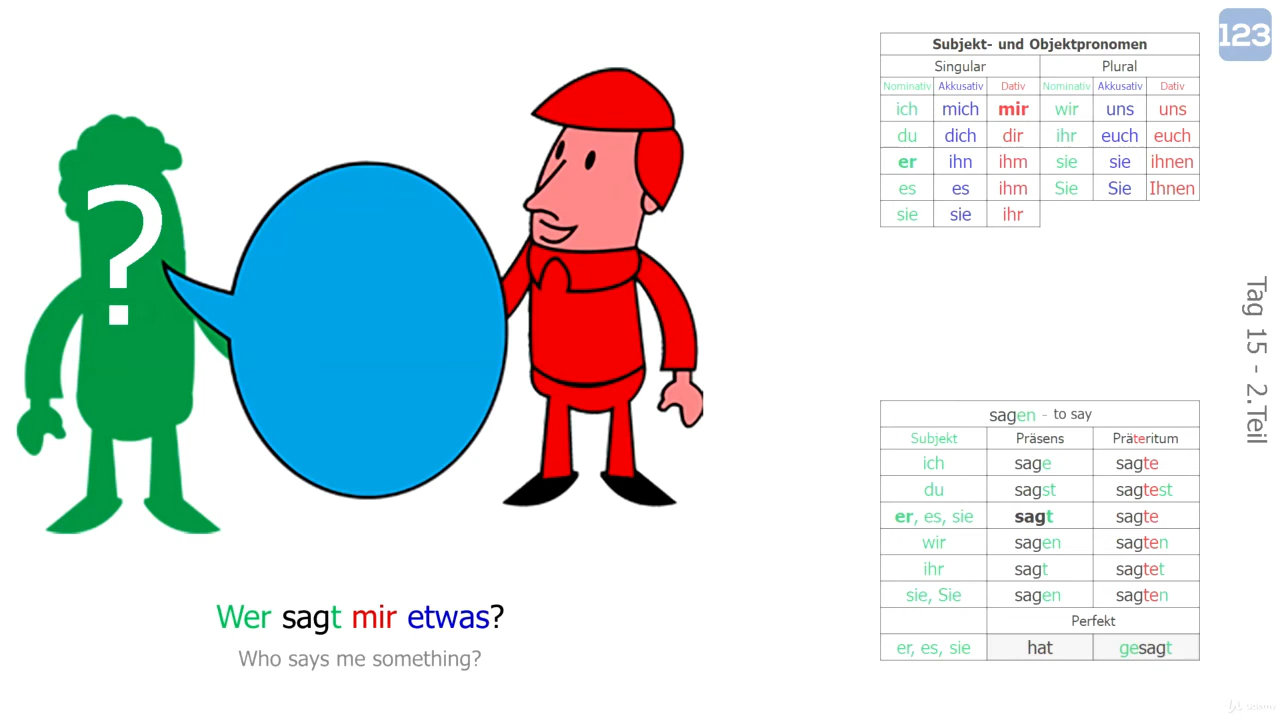 ?
Wer sagt mir etwas?
Who says me something?
123
Subjekt- und Objektpronomen
Singular Plural
Nominativ Akkusativ Dativ Nominativ Akkusativ Dativ
ich mich mir wir uns uns
du dich dir ihr euch euch
er ihn ihm sie sie ihnen
es es ihm Sie Sie Ihnen
sie sie ihr
Tag 15 - 2.Teil
sagen - to say
Subjekt Präsens Präteritum
ich sage sagte
du sagst sagtest
er, es, sie sagt sagte
wir sagen sagten
ihr sagt sagtet
sie, Sie sagen sagten
Perfekt
er, es, sie hat gesagt